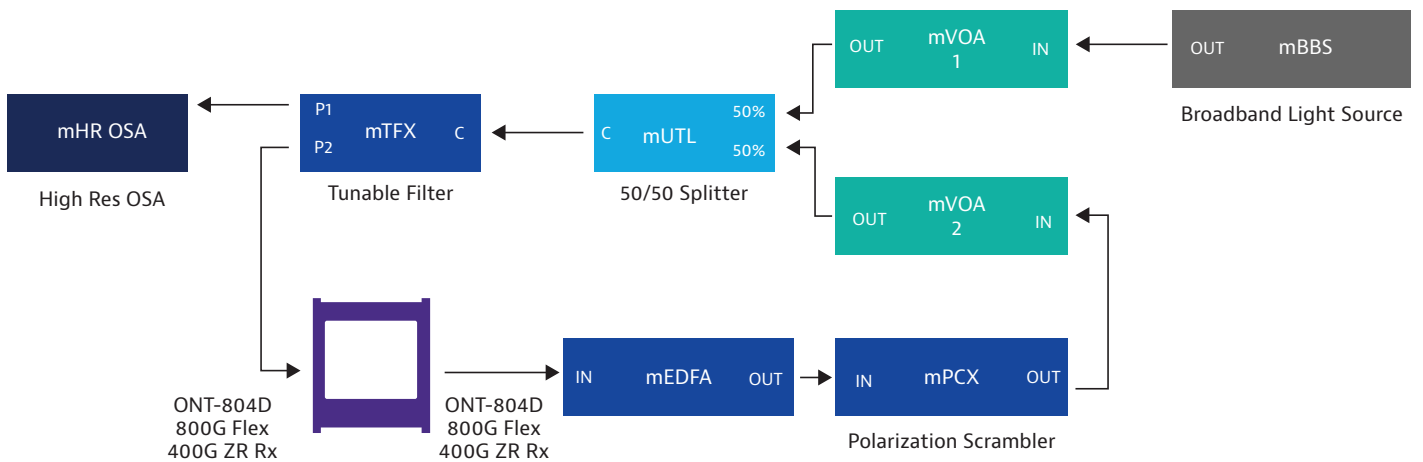 OUT
mVOA
1
IN
OUT
mBBS
Broadband Light Source
mHR OSA
High Res OSA
P1
P2
mTFX
C
Tunable Filter
C
mUTL
50%
50%
50/50 Splitter
OUT
mVOA
2
IN
ONT-804D
800G Flex
400G ZR Rx
ONT-804D
800G Flex
400G ZR Rx
IN
mEDFA
OUT
IN
mPCX
OUT
Polarization Scrambler